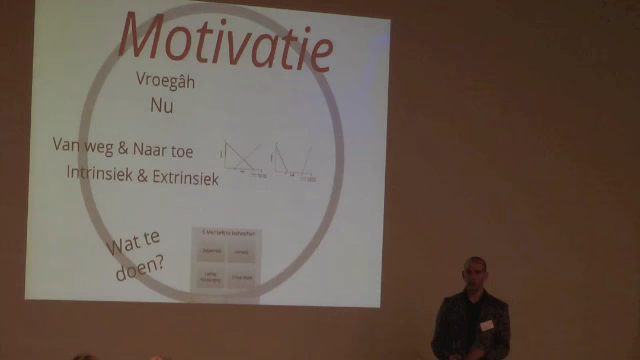 Motivatie
Vroegâh
Nu
Van weg & Naar toe
Intrinsiek & Extrinsiek
Wat te
doen?